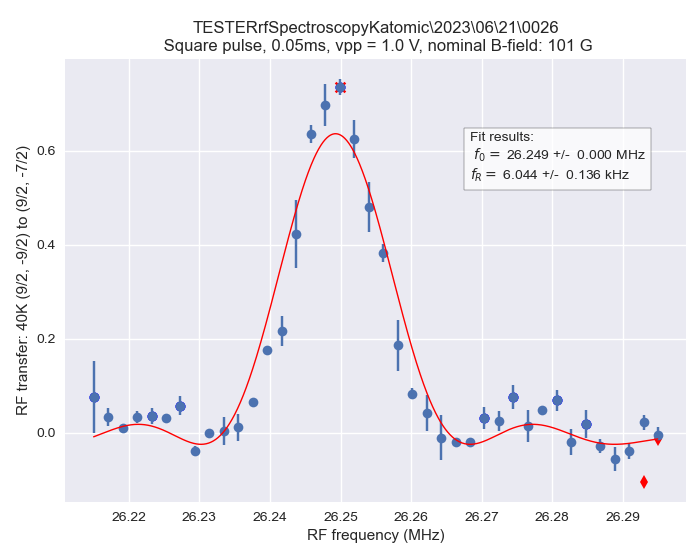 TESTERrfSpectroscopyKatomic\2023\06\21\0026
Square pulse, 0.05ms, vpp = 1.0 V, nominal B-field: 101 G
RF transfer: 40K (9/2, -9/2) to (9/2, -7/2)
0.6
0.4
0.2
0.0
Fit results:
f₀ = 26.249 +/- 0.000 MHz
f_R = 6.044 +/- 0.136 kHz
26.22 26.23 26.24 26.25 26.26 26.27 26.28 26.29
RF frequency (MHz)